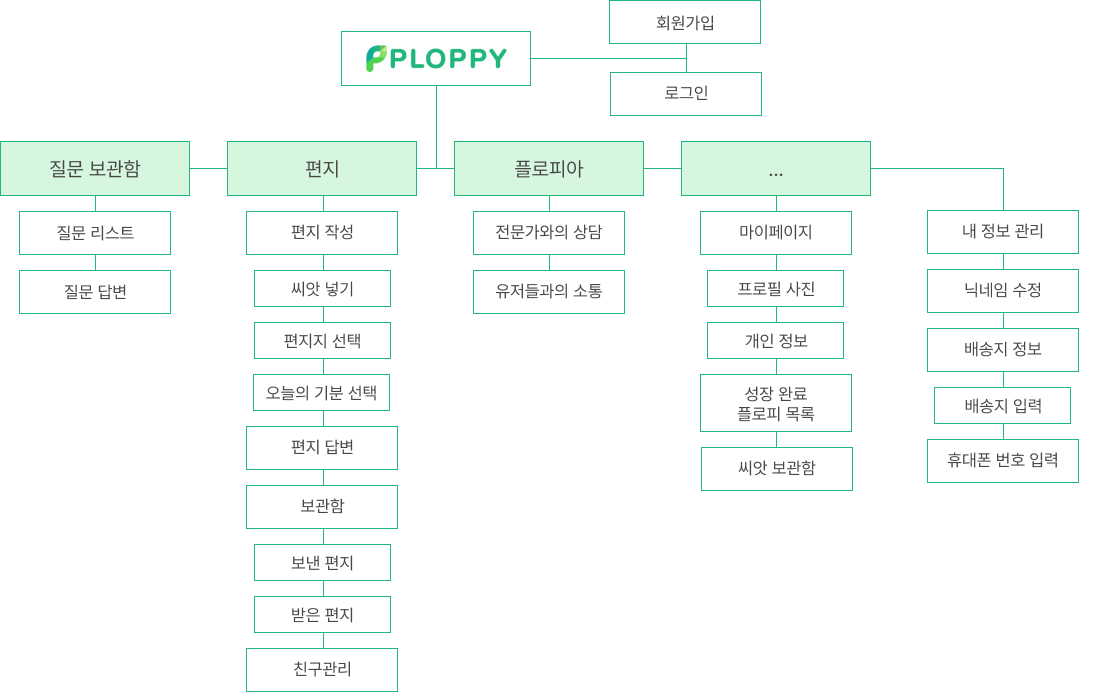 회원가입
PLOPPY
로그인
질문 보관함
질문 리스트
질문 답변
편지
편지 작성
씨앗 넣기
편지지 선택
오늘의 기분 선택
편지 답변
보관함
보낸 편지
받은 편지
친구관리
플로피아
전문가와의 상담
유저들과의 소통
...
마이페이지
프로필 사진
개인 정보
성장 완료
플로피 목록
씨앗 보관함
내 정보 관리
닉네임 수정
배송지 정보
배송지 입력
휴대폰 번호 입력